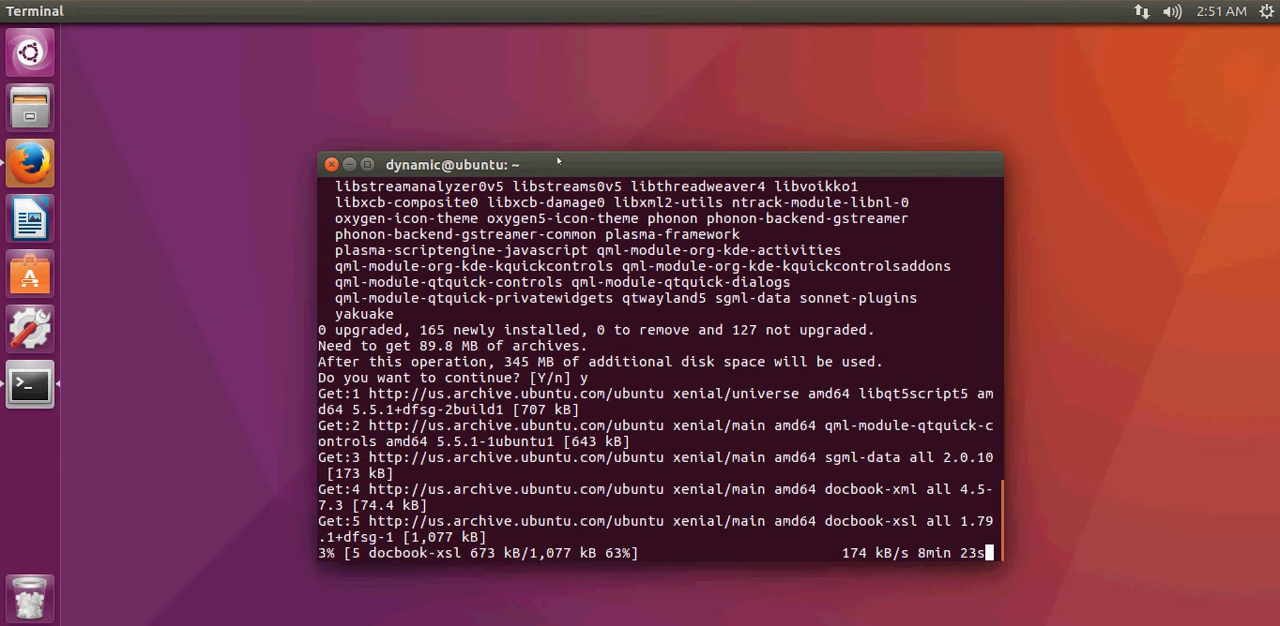 Terminal
2:51 AM
dynamic@ubuntu: ~
libstreamanalyzer0v5 libstreams0v5 libthreadweaver4 libvoikko1
libxcb-composite0 libxcb-damage0 libxml2-utils ntrack-module-libnl-0
oxygen-icon-theme oxygen5-icon-theme phonon phonon-backend-gstreamer
phonon-backend-gstreamer-common plasma-framework
plasma-scriptengine-javascript qml-module-org-kde-activities
qml-module-org-kde-kquickcontrols qml-module-org-kde-kquickcontrolsaddons
qml-module-qtquick-controls qml-module-qtquick-dialogs
qml-module-qtquick-privatewidgets qtwayland5 sgml-data sonnet-plugins
yakuake
0 upgraded, 165 newly installed, 0 to remove and 127 not upgraded.
Need to get 89.8 MB of archives.
After this operation, 345 MB of additional disk space will be used.
Do you want to continue? [Y/n] y
Get:1 http://us.archive.ubuntu.com/ubuntu xenial/universe amd64 libqt5script5 am
d64 5.5.1+dfsg-2build1 [707 kB]
Get:2 http://us.archive.ubuntu.com/ubuntu xenial/main amd64 qml-module-qtquick-c
ontrols amd64 5.5.1-1ubuntu1 [643 kB]
Get:3 http://us.archive.ubuntu.com/ubuntu xenial/main amd64 sgml-data all 2.0.10
[173 kB]
Get:4 http://us.archive.ubuntu.com/ubuntu xenial/main amd64 docbook-xml all 4.5-
7.3 [74.4 kB]
Get:5 http://us.archive.ubuntu.com/ubuntu xenial/main amd64 docbook-xsl all 1.79
.1+dfsg-1 [1,077 kB]
3% [5 docbook-xsl 673 kB/1,077 kB 63%] 174 kB/s 8min 23s